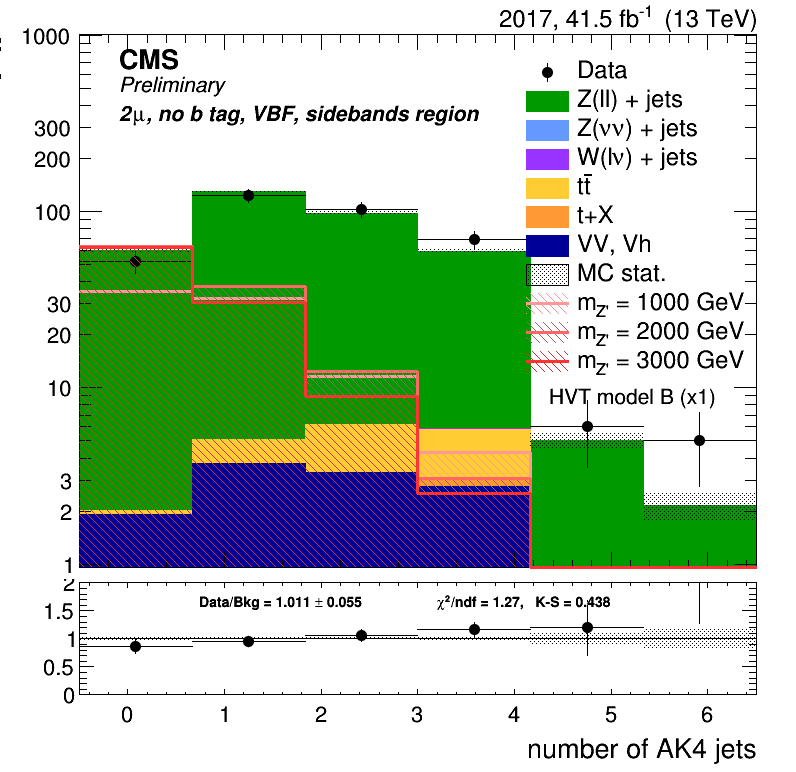 2017, 41.5 fb⁻¹ (13 TeV)
1000
CMS
Preliminary
2μ, no b tag, VBF, sidebands region
Data
Z(ll) + jets
Z(νν) + jets
W(lν) + jets
tt̄
t+X
VV, Vh
MC stat.
m_Z' = 1000 GeV
m_Z' = 2000 GeV
m_Z' = 3000 GeV
HVT model B (x1)
300
200
100
30
20
10
3
2
1
2
1.5
1
0.5
0
Data/Bkg = 1.011 ± 0.055
χ²/ndf = 1.27, K-S = 0.438
0 1 2 3 4 5 6
number of AK4 jets